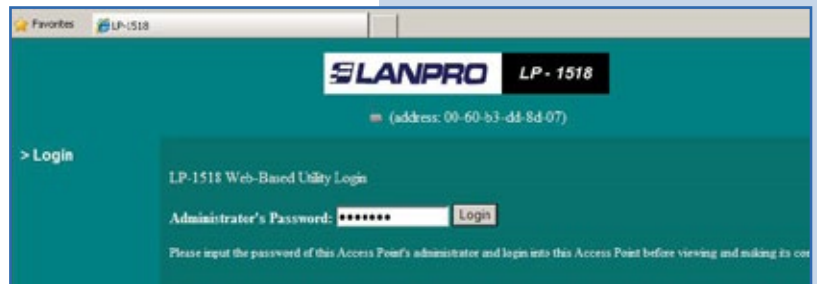 Favorites LP-1518
LANPRO LP - 1518
(address: 00-60-b3-dd-8d-07)
> Login
LP-1518 Web-Based Utility Login
Administrator's Password: ••••••• Login
Please input the password of this Access Point's administrator and login into this Access Point before viewing and making its con